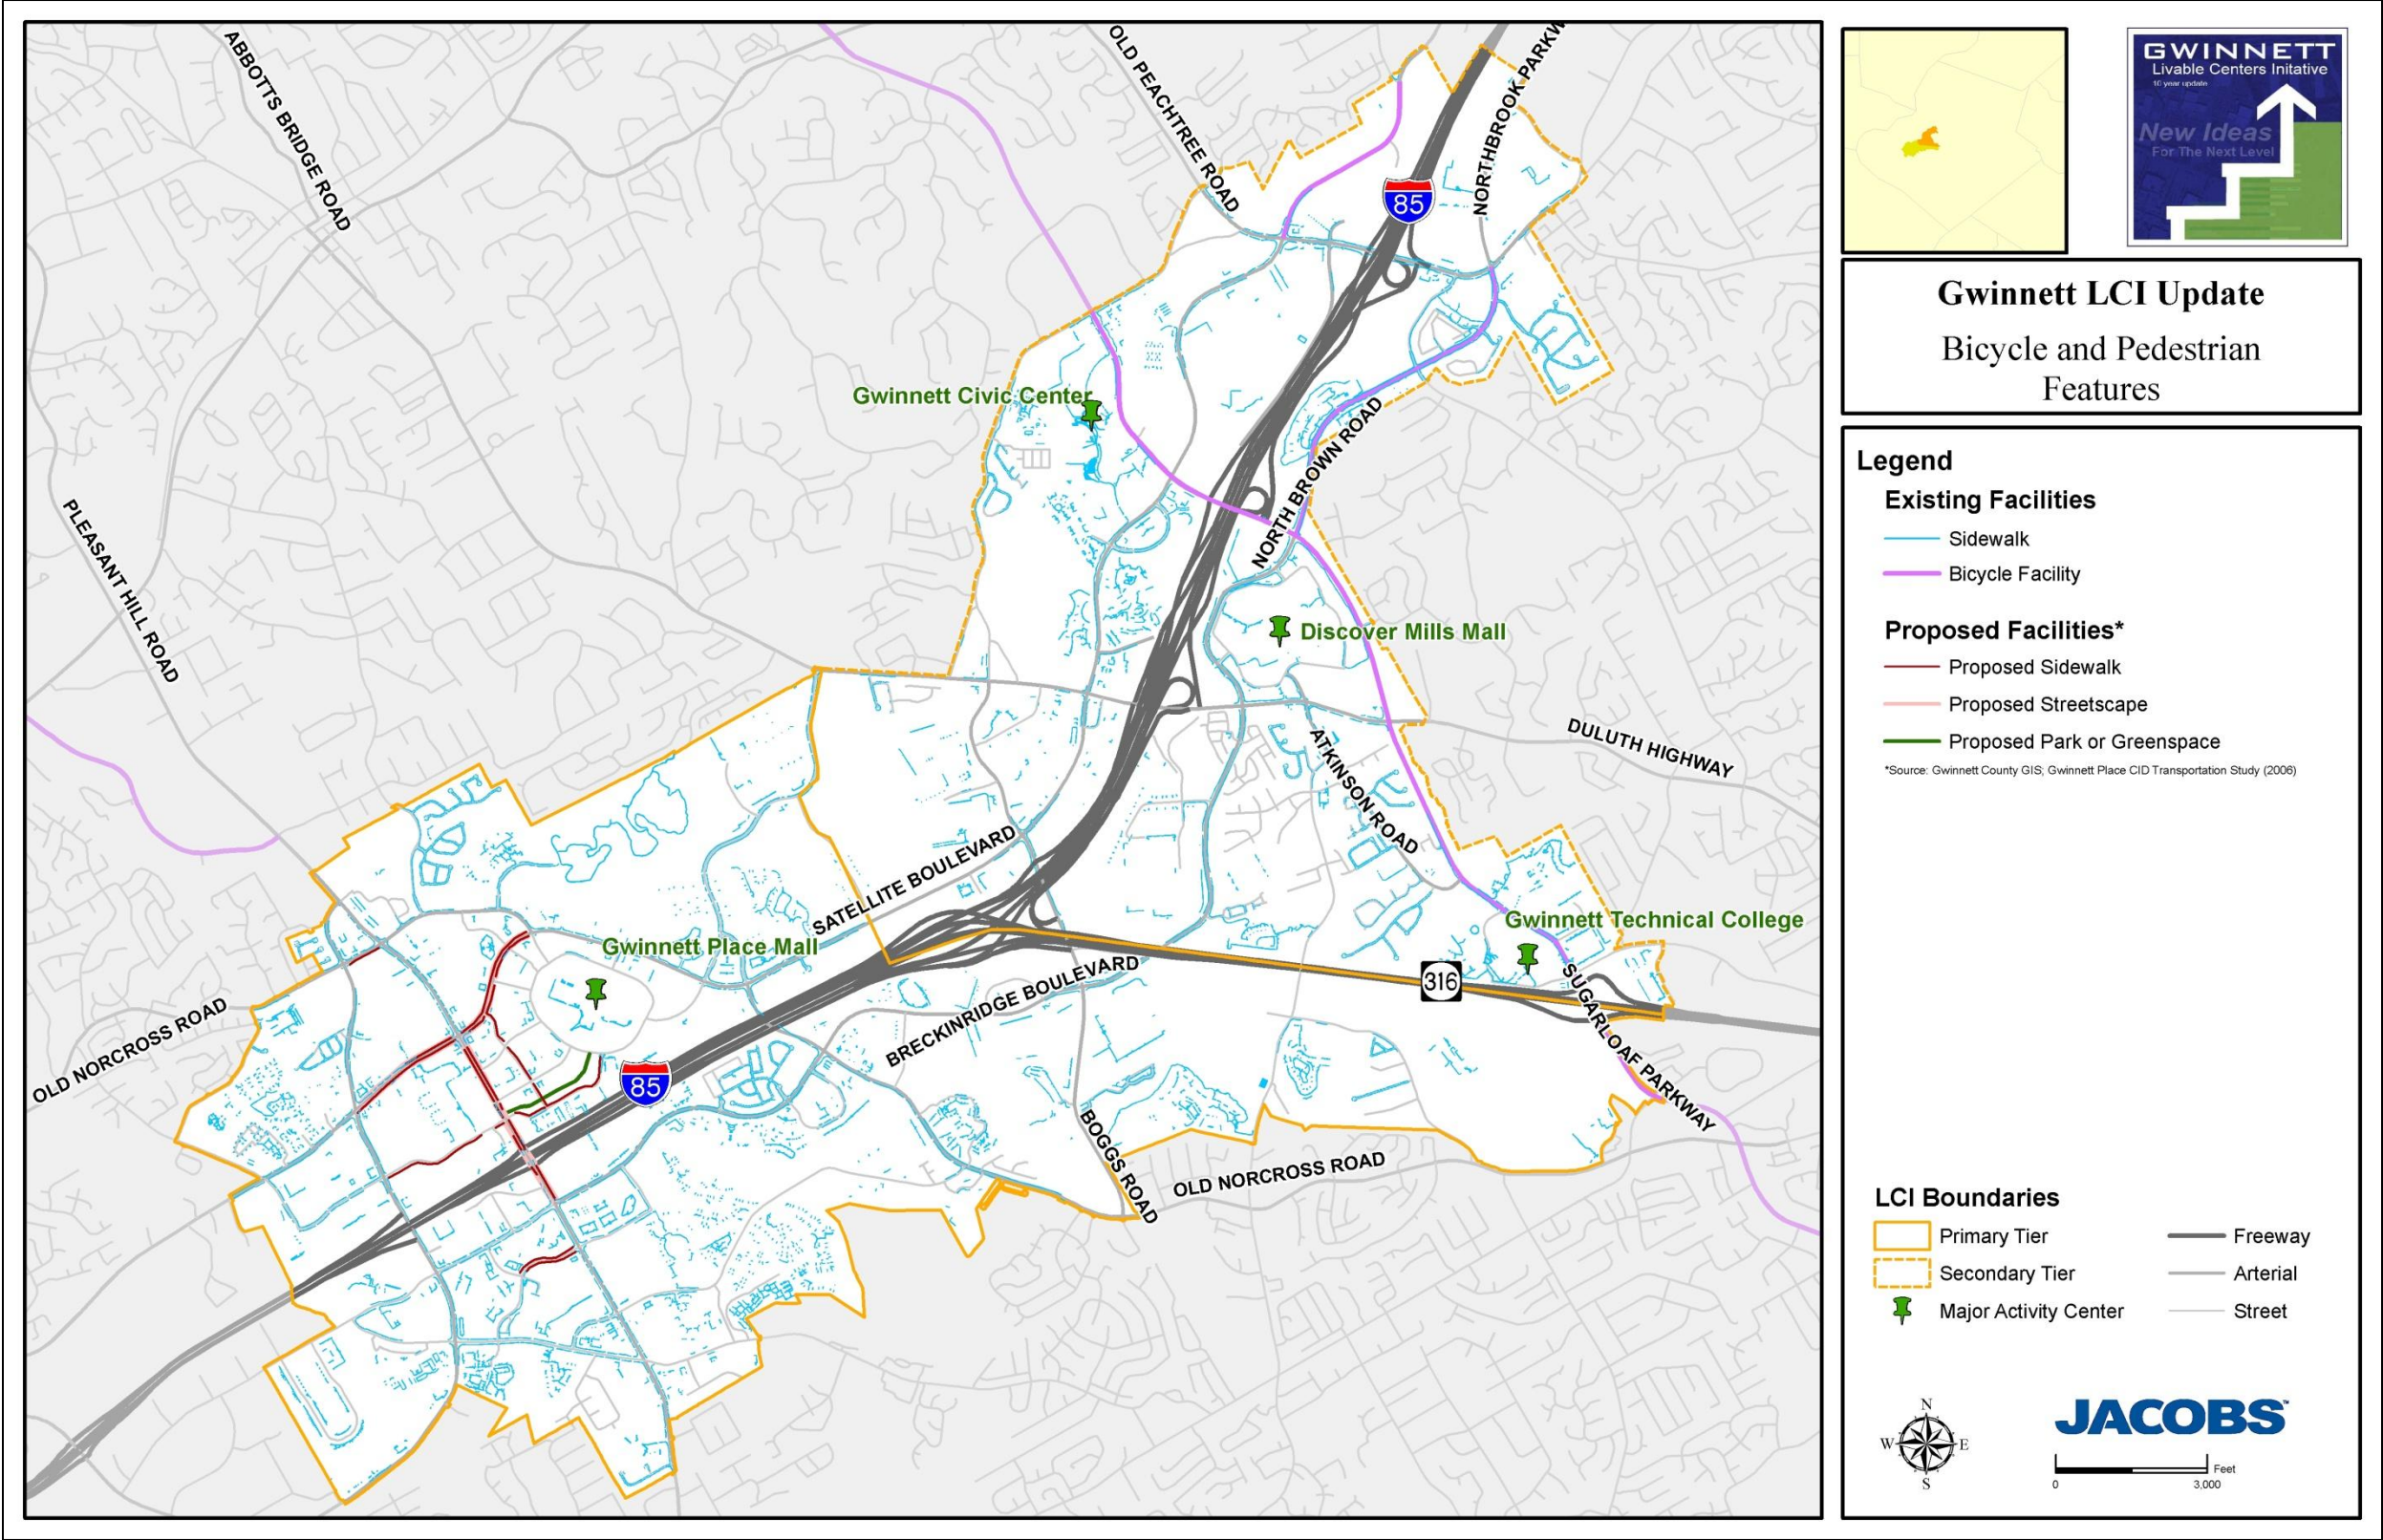 ABBOTTS BRIDGE ROAD
OLD PEACHTREE ROAD
NORTHBROOK PARKW
85
Gwinnett Civic Center
NORTH BROWN ROAD
PLEASANT HILL ROAD
Discover Mills Mall
DULUTH HIGHWAY
ATKINSON ROAD
SATELLITE BOULEVARD
Gwinnett Technical College
Gwinnett Place Mall
316
BRECKINRIDGE BOULEVARD
SUGARLOAF PARKWAY
OLD NORCROSS ROAD
85
BOGGS ROAD
OLD NORCROSS ROAD
GWINNETT
Livable Centers Initative
10 year update
New Ideas
For The Next Level
Gwinnett LCI Update
Bicycle and Pedestrian
Features
Legend
Existing Facilities
Sidewalk
Bicycle Facility
Proposed Facilities*
Proposed Sidewalk
Proposed Streetscape
Proposed Park or Greenspace
*Source: Gwinnett County GIS; Gwinnett Place CID Transportation Study (2006)
LCI Boundaries
Primary Tier
Freeway
Secondary Tier
Arterial
Major Activity Center
Street
N
W
E
S
JACOBS™
Feet
0
3,000